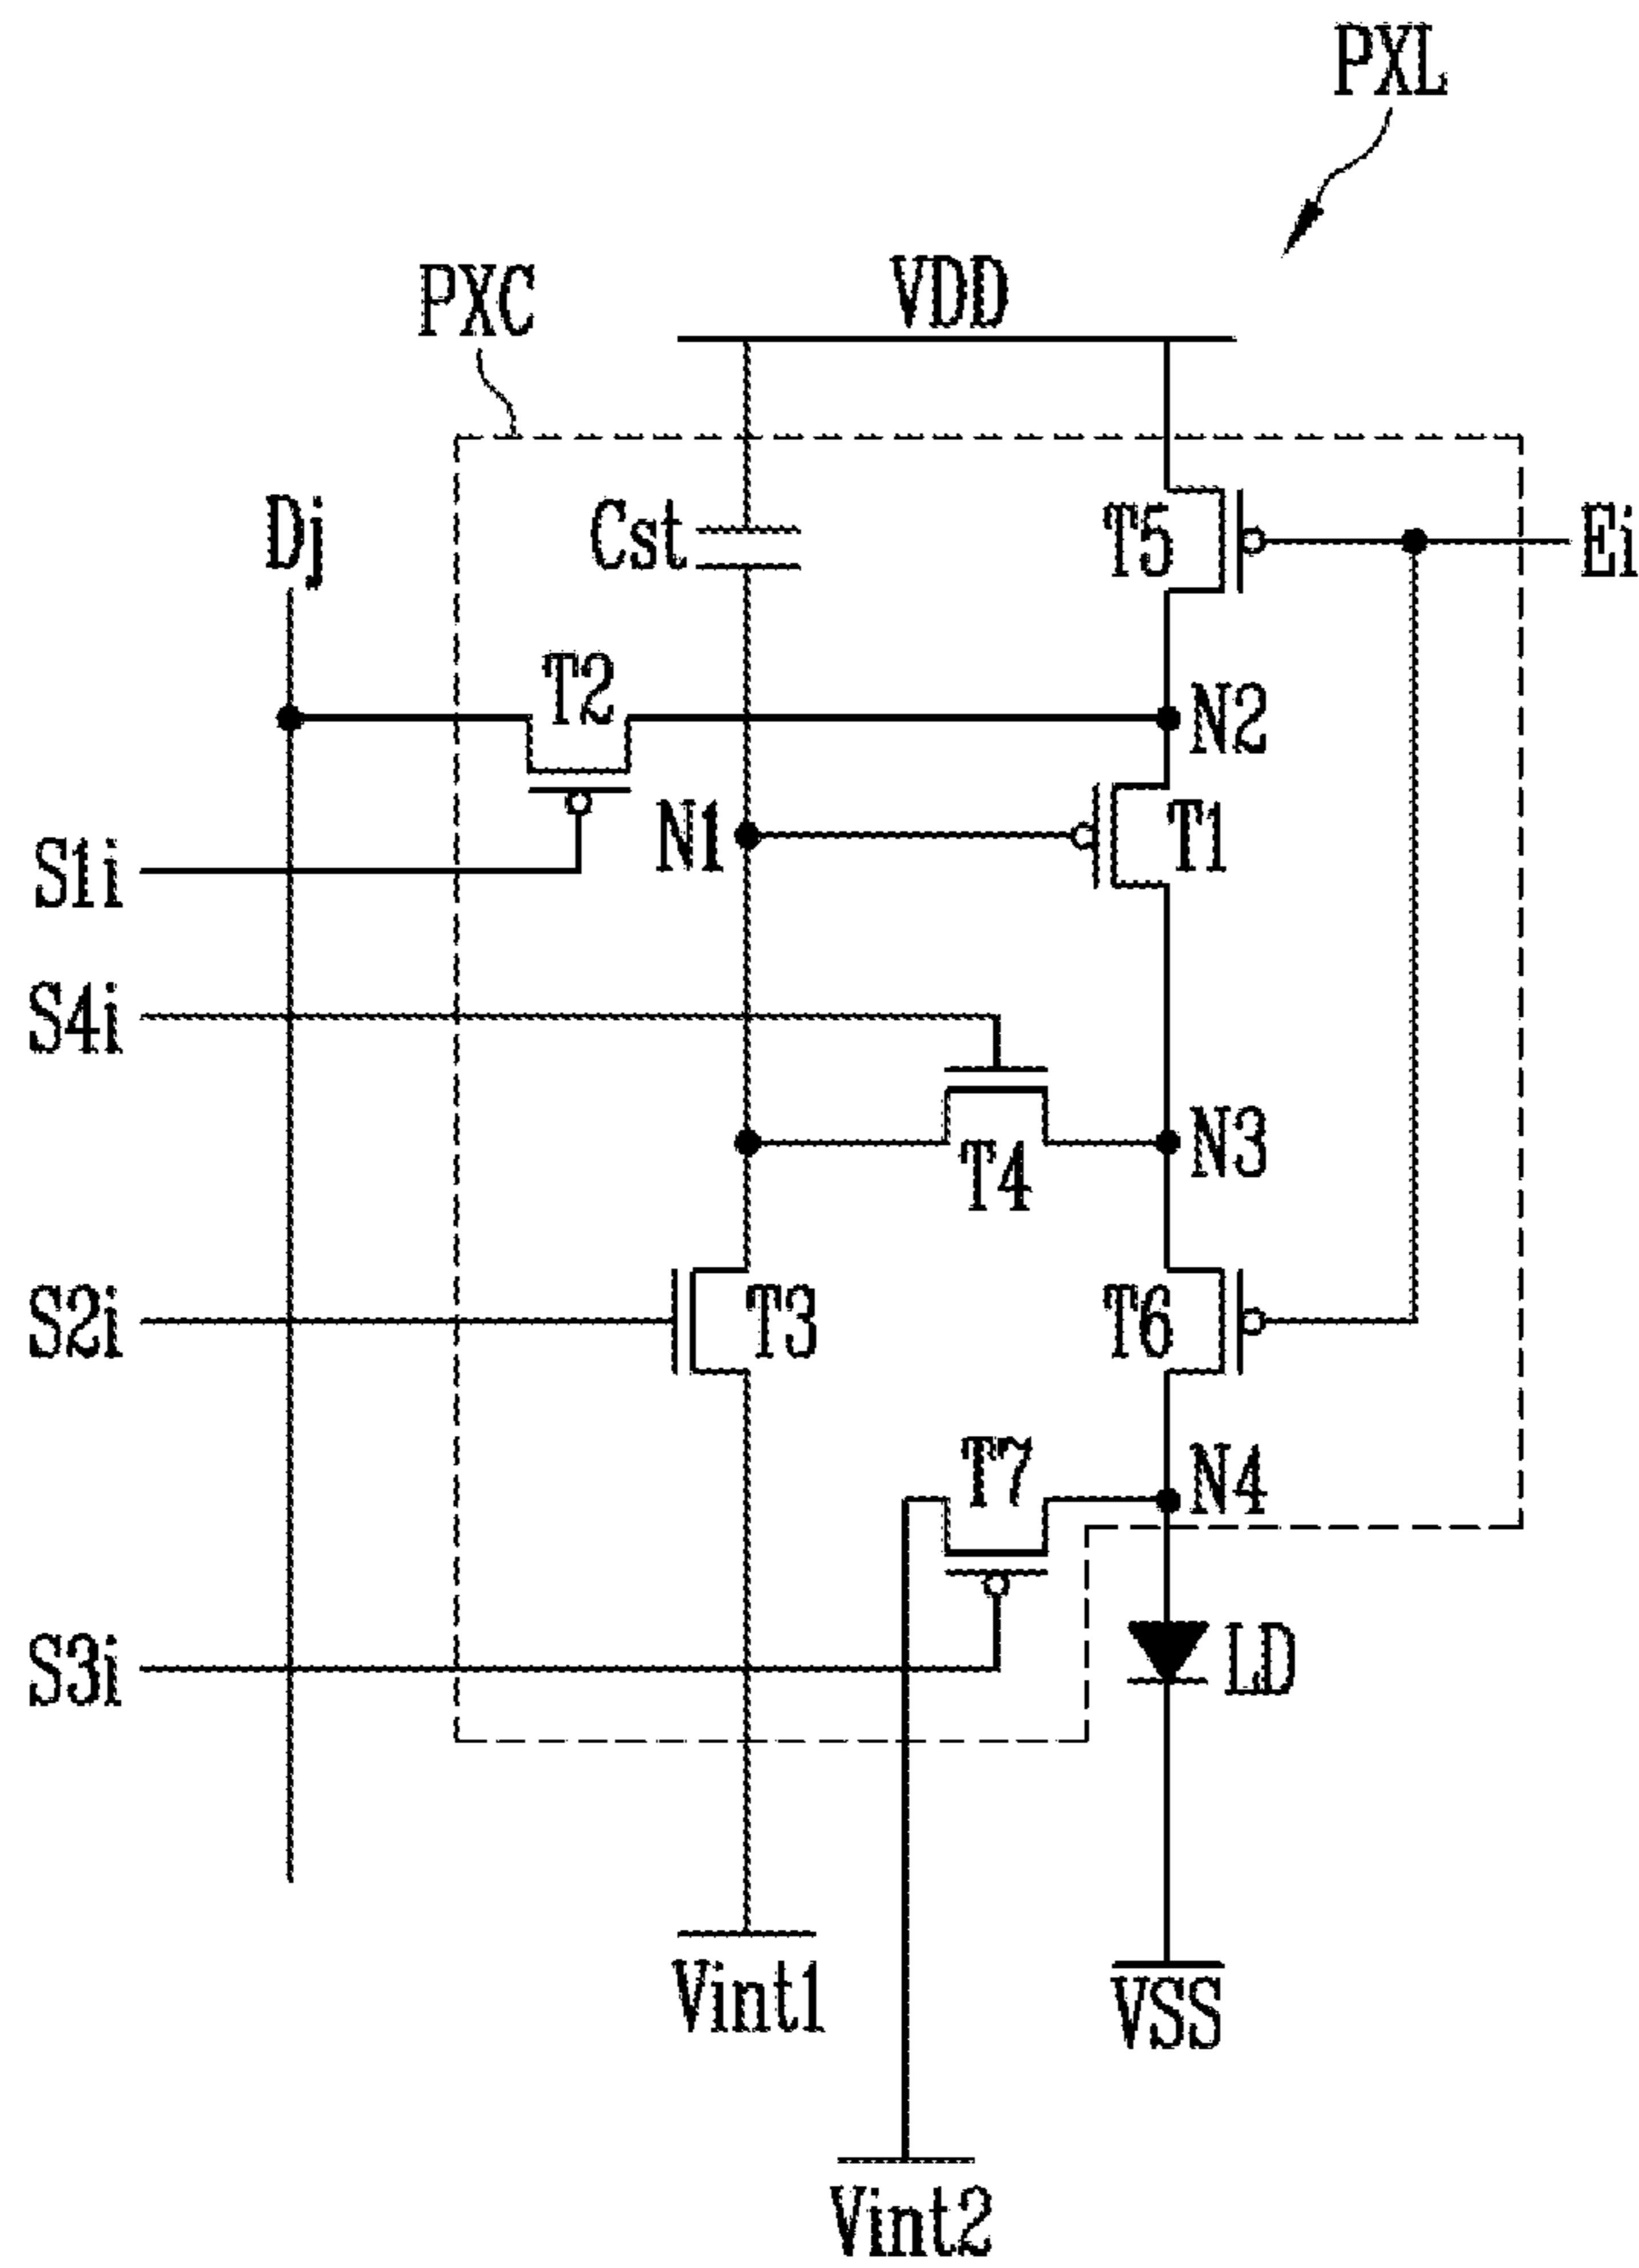 PXL
VDD
PXC
Dj
Cst
T5
Ei
T2
N2
N1
T1
S1i
S4i
N3
T4
S2i
T3
T6
T7
N4
S3i
LD
Vint1
VSS
Vint2